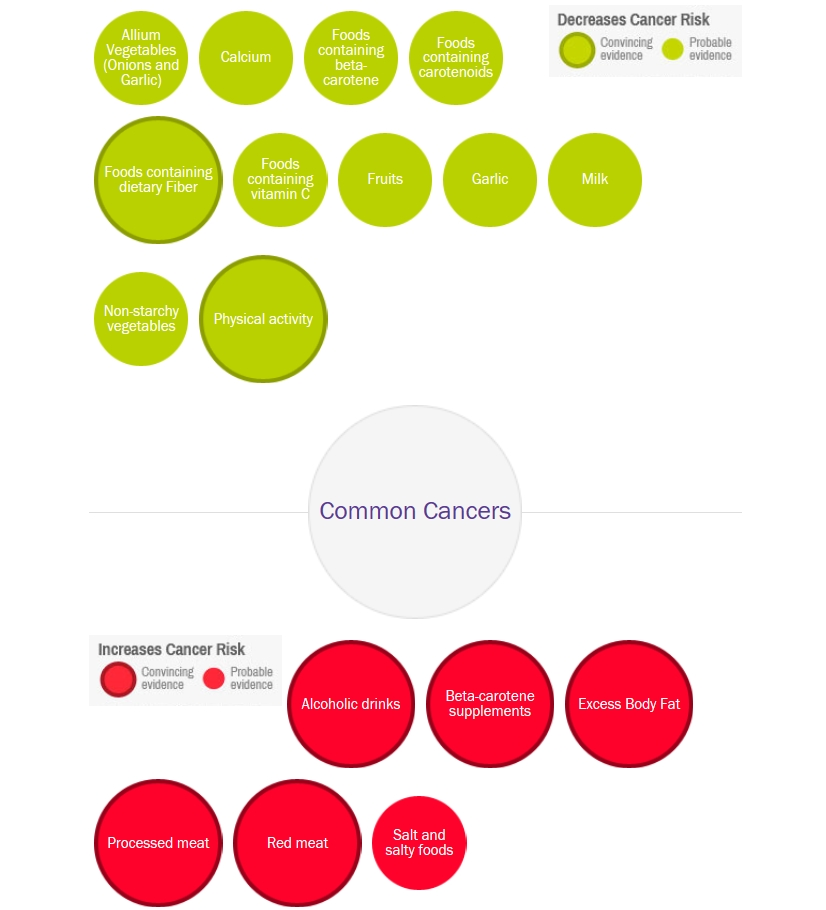 Allium
Vegetables
(Onions and
Garlic)
Calcium
Foods
containing
beta-
carotene
Foods
containing
carotenoids
Decreases Cancer Risk
Convincing
evidence
Probable
evidence
Foods containing
dietary Fiber
Foods
containing
vitamin C
Fruits
Garlic
Milk
Non-starchy
vegetables
Physical activity
Common Cancers
Increases Cancer Risk
Convincing
evidence
Probable
evidence
Alcoholic drinks
Beta-carotene
supplements
Excess Body Fat
Processed meat
Red meat
Salt and
salty foods